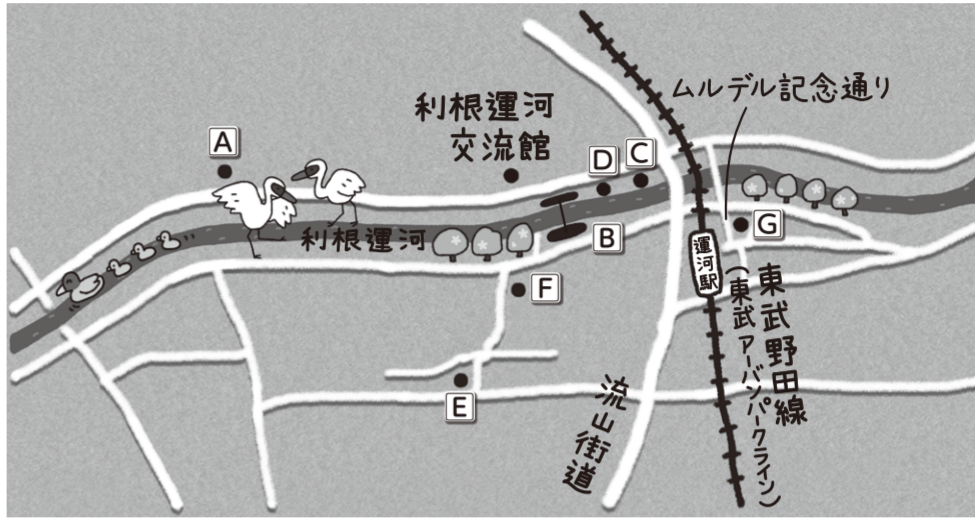 ムルデル記念通り
利根運河
交流館
A
D
C
利根運河
B
G
運河駅
F
東武野田線
(東武アーバンパークライン)
E
流山街道